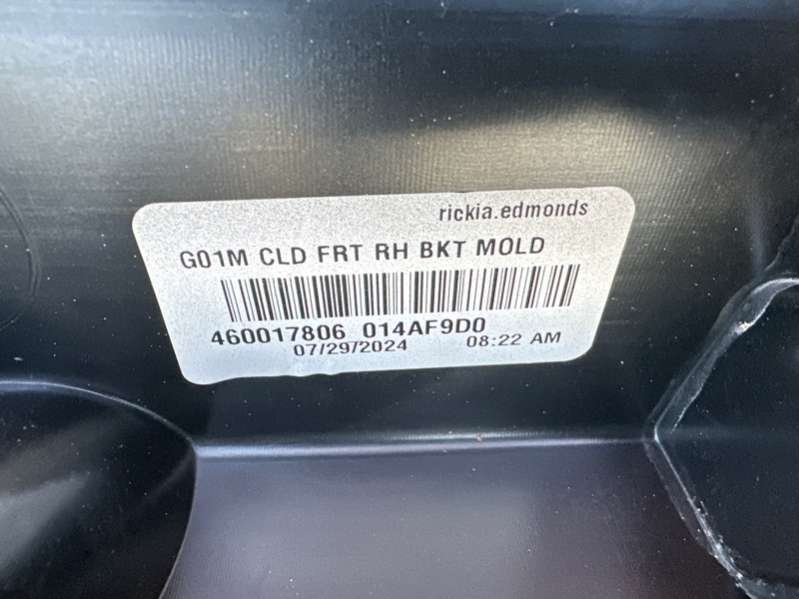 rickia.edmonds
G01M CLD FRT RH BKT MOLD
460017806 014AF9D0
07/29/2024 08:22 AM